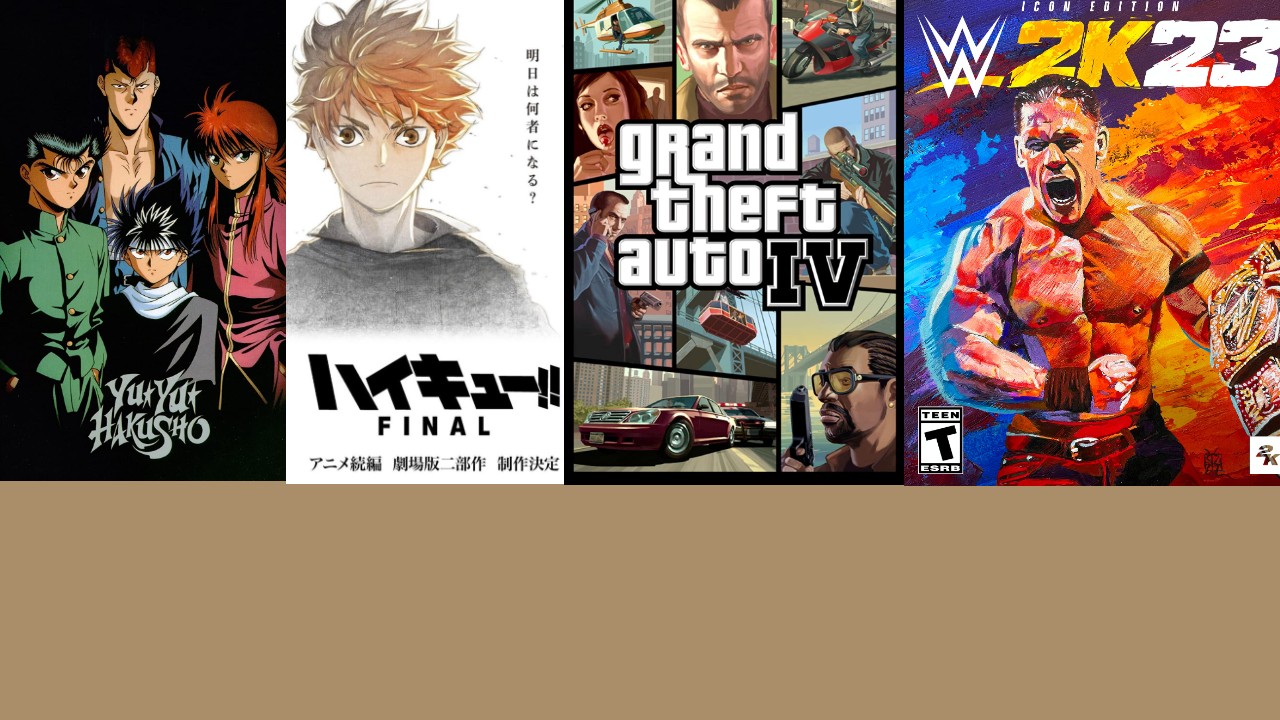 Yu★Yu★
HAKUSHO
明日は何者になる?
ハイキュー!!
FINAL
アニメ続編 劇場版二部作 制作決定
grand
theft
auto IV
ICON EDITION
W 2K23
TEEN
T
ESRB
2K